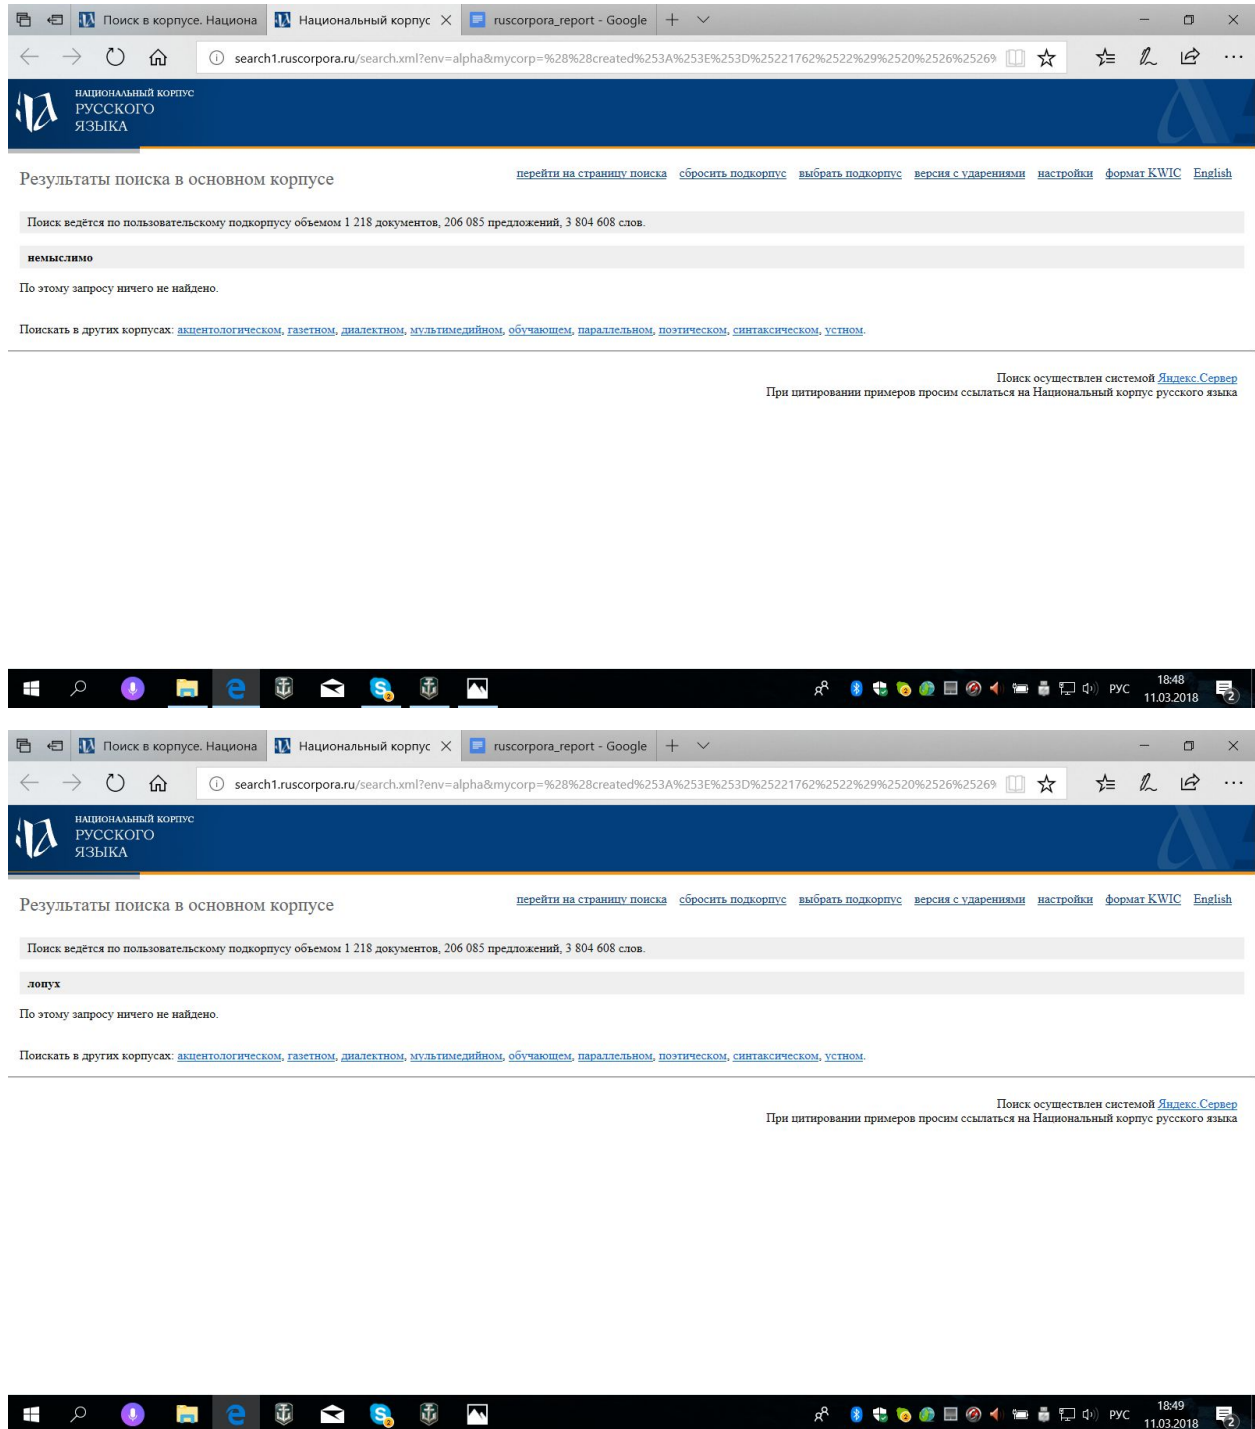 Поиск в корпусе. Национа
Национальный корпус
ruscorpora_report - Google
search1.ruscorpora.ru/search.xml?env=alpha&mycorp=%28%28created%253A%253E%253D%25221762%2522%29%2520%2526%2526%
НАЦИОНАЛЬНЫЙ КОРПУС
РУССКОГО
ЯЗЫКА
Результаты поиска в основном корпусе
перейти на страницу поиска сбросить подкорпус выбрать подкорпус версия с ударениями настройки формат KWIC English
Поиск ведётся по пользовательскому подкорпусу объемом 1 218 документов, 206 085 предложений, 3 804 608 слов.
немыслимо
По этому запросу ничего не найдено.
Поискать в других корпусах: акцентологическом, газетном, диалектном, мультимедийном, обучающем, параллельном, поэтическом, синтаксическом, устном.
Поиск осуществлен системой Яндекс.Сервер
При цитировании примеров просим ссылаться на Национальный корпус русского языка
РУС
18:48
11.03.2018
2
Поиск в корпусе. Национа
Национальный корпус
ruscorpora_report - Google
search1.ruscorpora.ru/search.xml?env=alpha&mycorp=%28%28created%253A%253E%253D%25221762%2522%29%2520%2526%2526%
НАЦИОНАЛЬНЫЙ КОРПУС
РУССКОГО
ЯЗЫКА
Результаты поиска в основном корпусе
перейти на страницу поиска сбросить подкорпус выбрать подкорпус версия с ударениями настройки формат KWIC English
Поиск ведётся по пользовательскому подкорпусу объемом 1 218 документов, 206 085 предложений, 3 804 608 слов.
лопух
По этому запросу ничего не найдено.
Поискать в других корпусах: акцентологическом, газетном, диалектном, мультимедийном, обучающем, параллельном, поэтическом, синтаксическом, устном.
Поиск осуществлен системой Яндекс.Сервер
При цитировании примеров просим ссылаться на Национальный корпус русского языка
РУС
18:49
11.03.2018
2